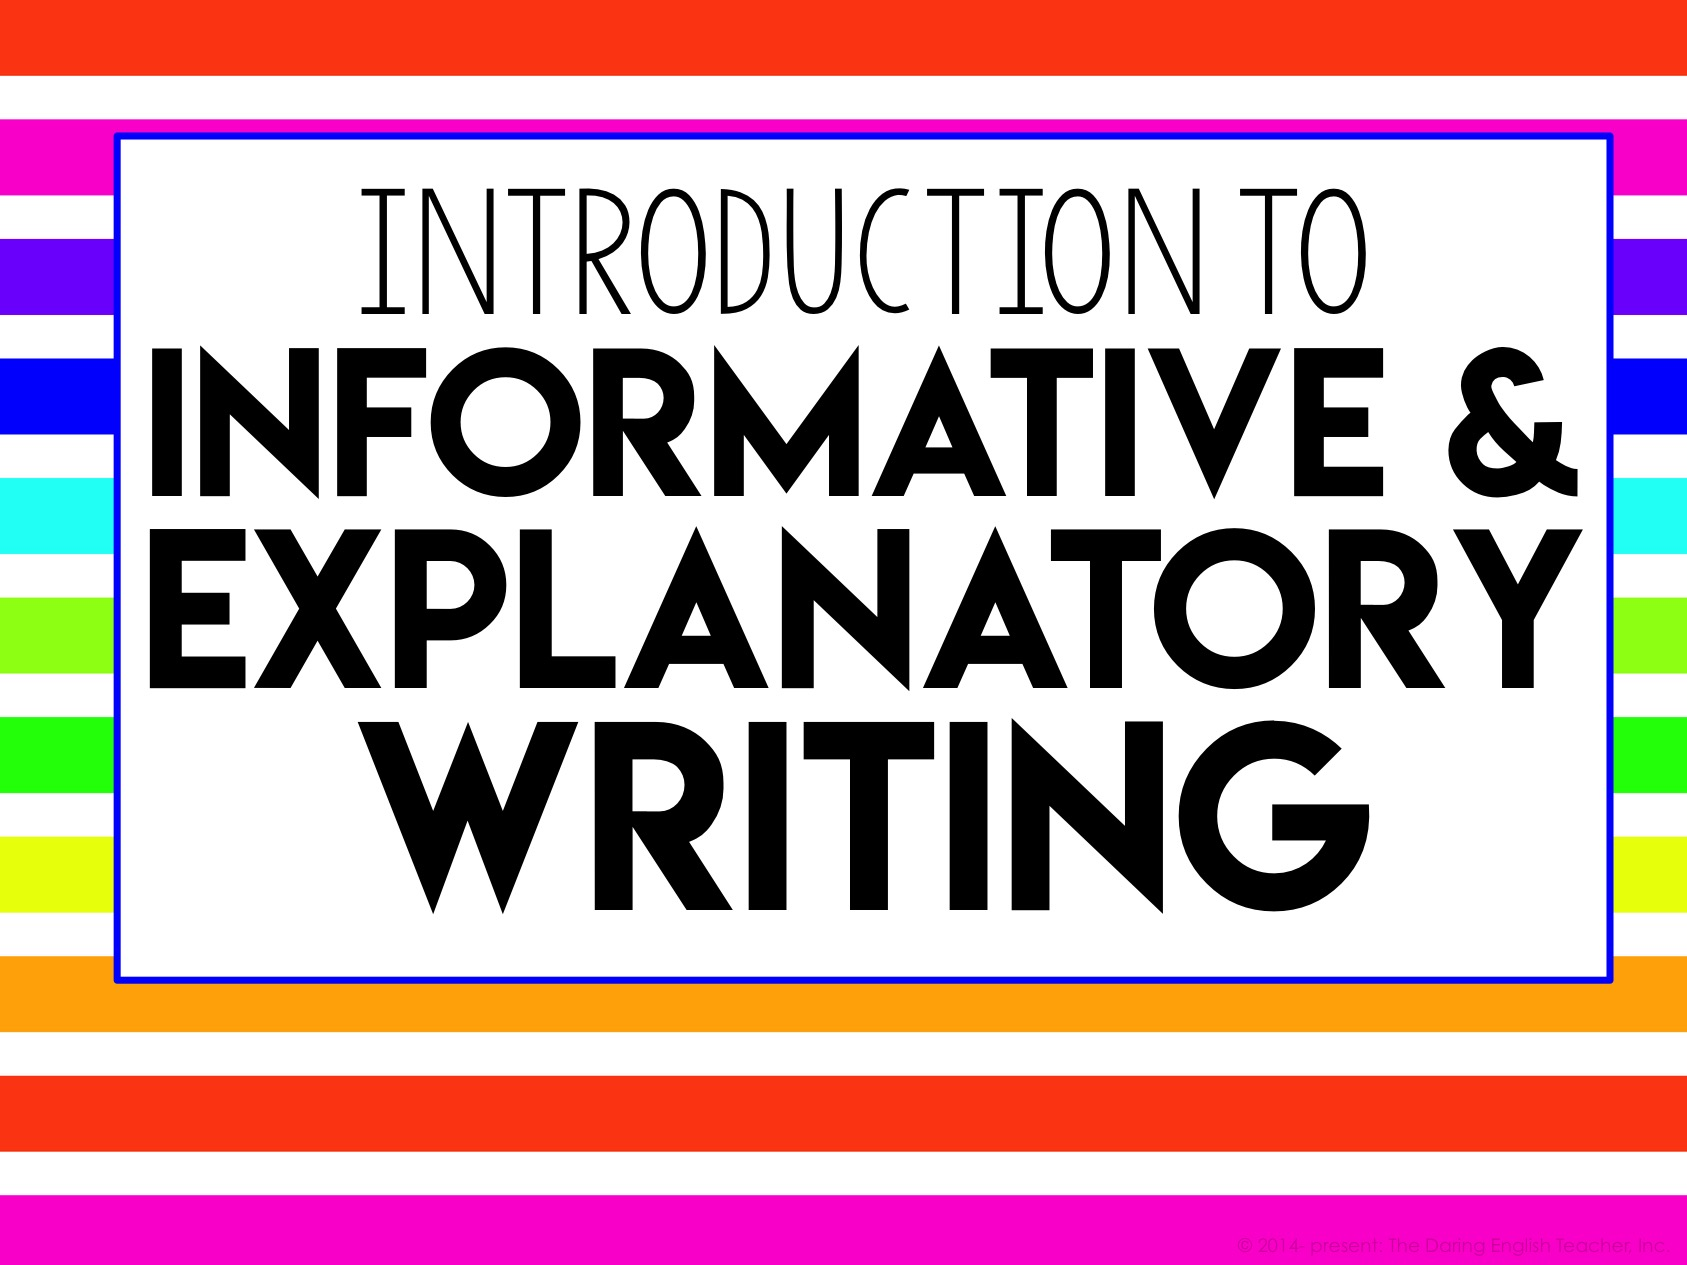 INTRODUCTION TO
INFORMATIVE &
EXPLANATORY
WRITING
© 2014- present: The Daring English Teacher, Inc.